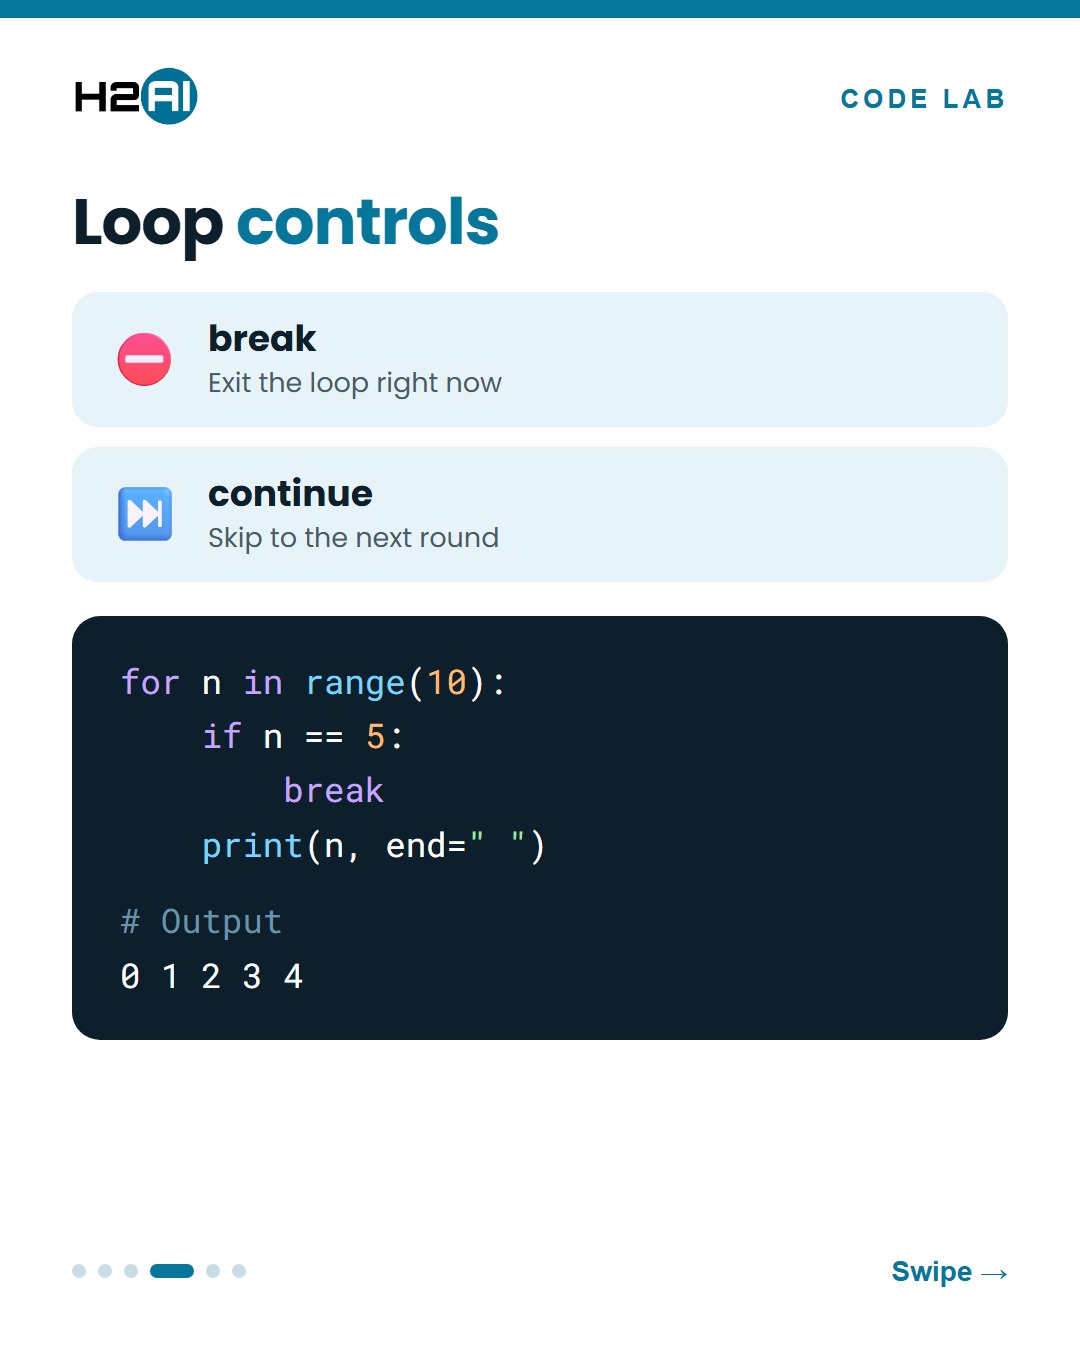 H2AI
CODE LAB
Loop controls
break
Exit the loop right now
continue
Skip to the next round
for n in range(10):
    if n == 5:
        break
    print(n, end=" ")
# Output
0 1 2 3 4
Swipe →